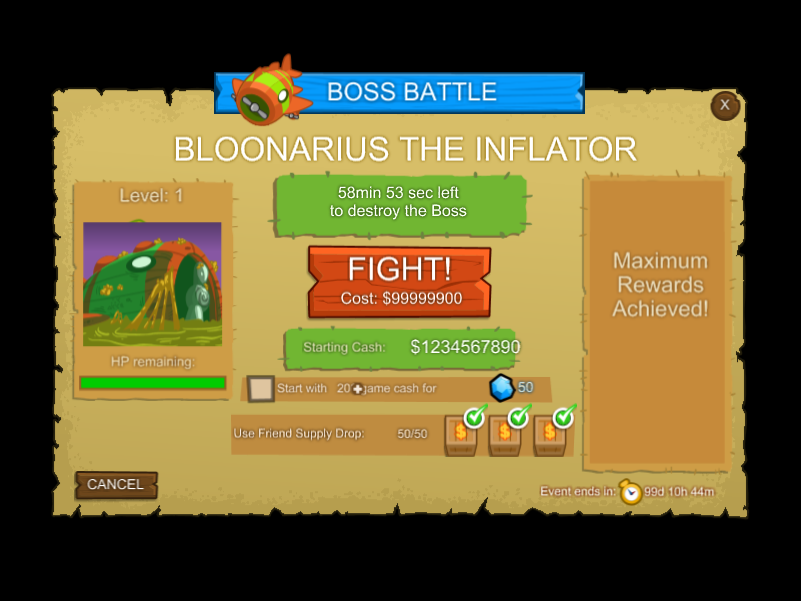 BOSS BATTLE
X
BLOONARIUS THE INFLATOR
Level: 1
58min 53 sec left
to destroy the Boss
Maximum
Rewards
Achieved!
FIGHT!
Cost: $99999900
Starting Cash: $1234567890
HP remaining:
Start with 20 game cash for 50
Use Friend Supply Drop: 50/50
CANCEL
Event ends in: 99d 10h 44m